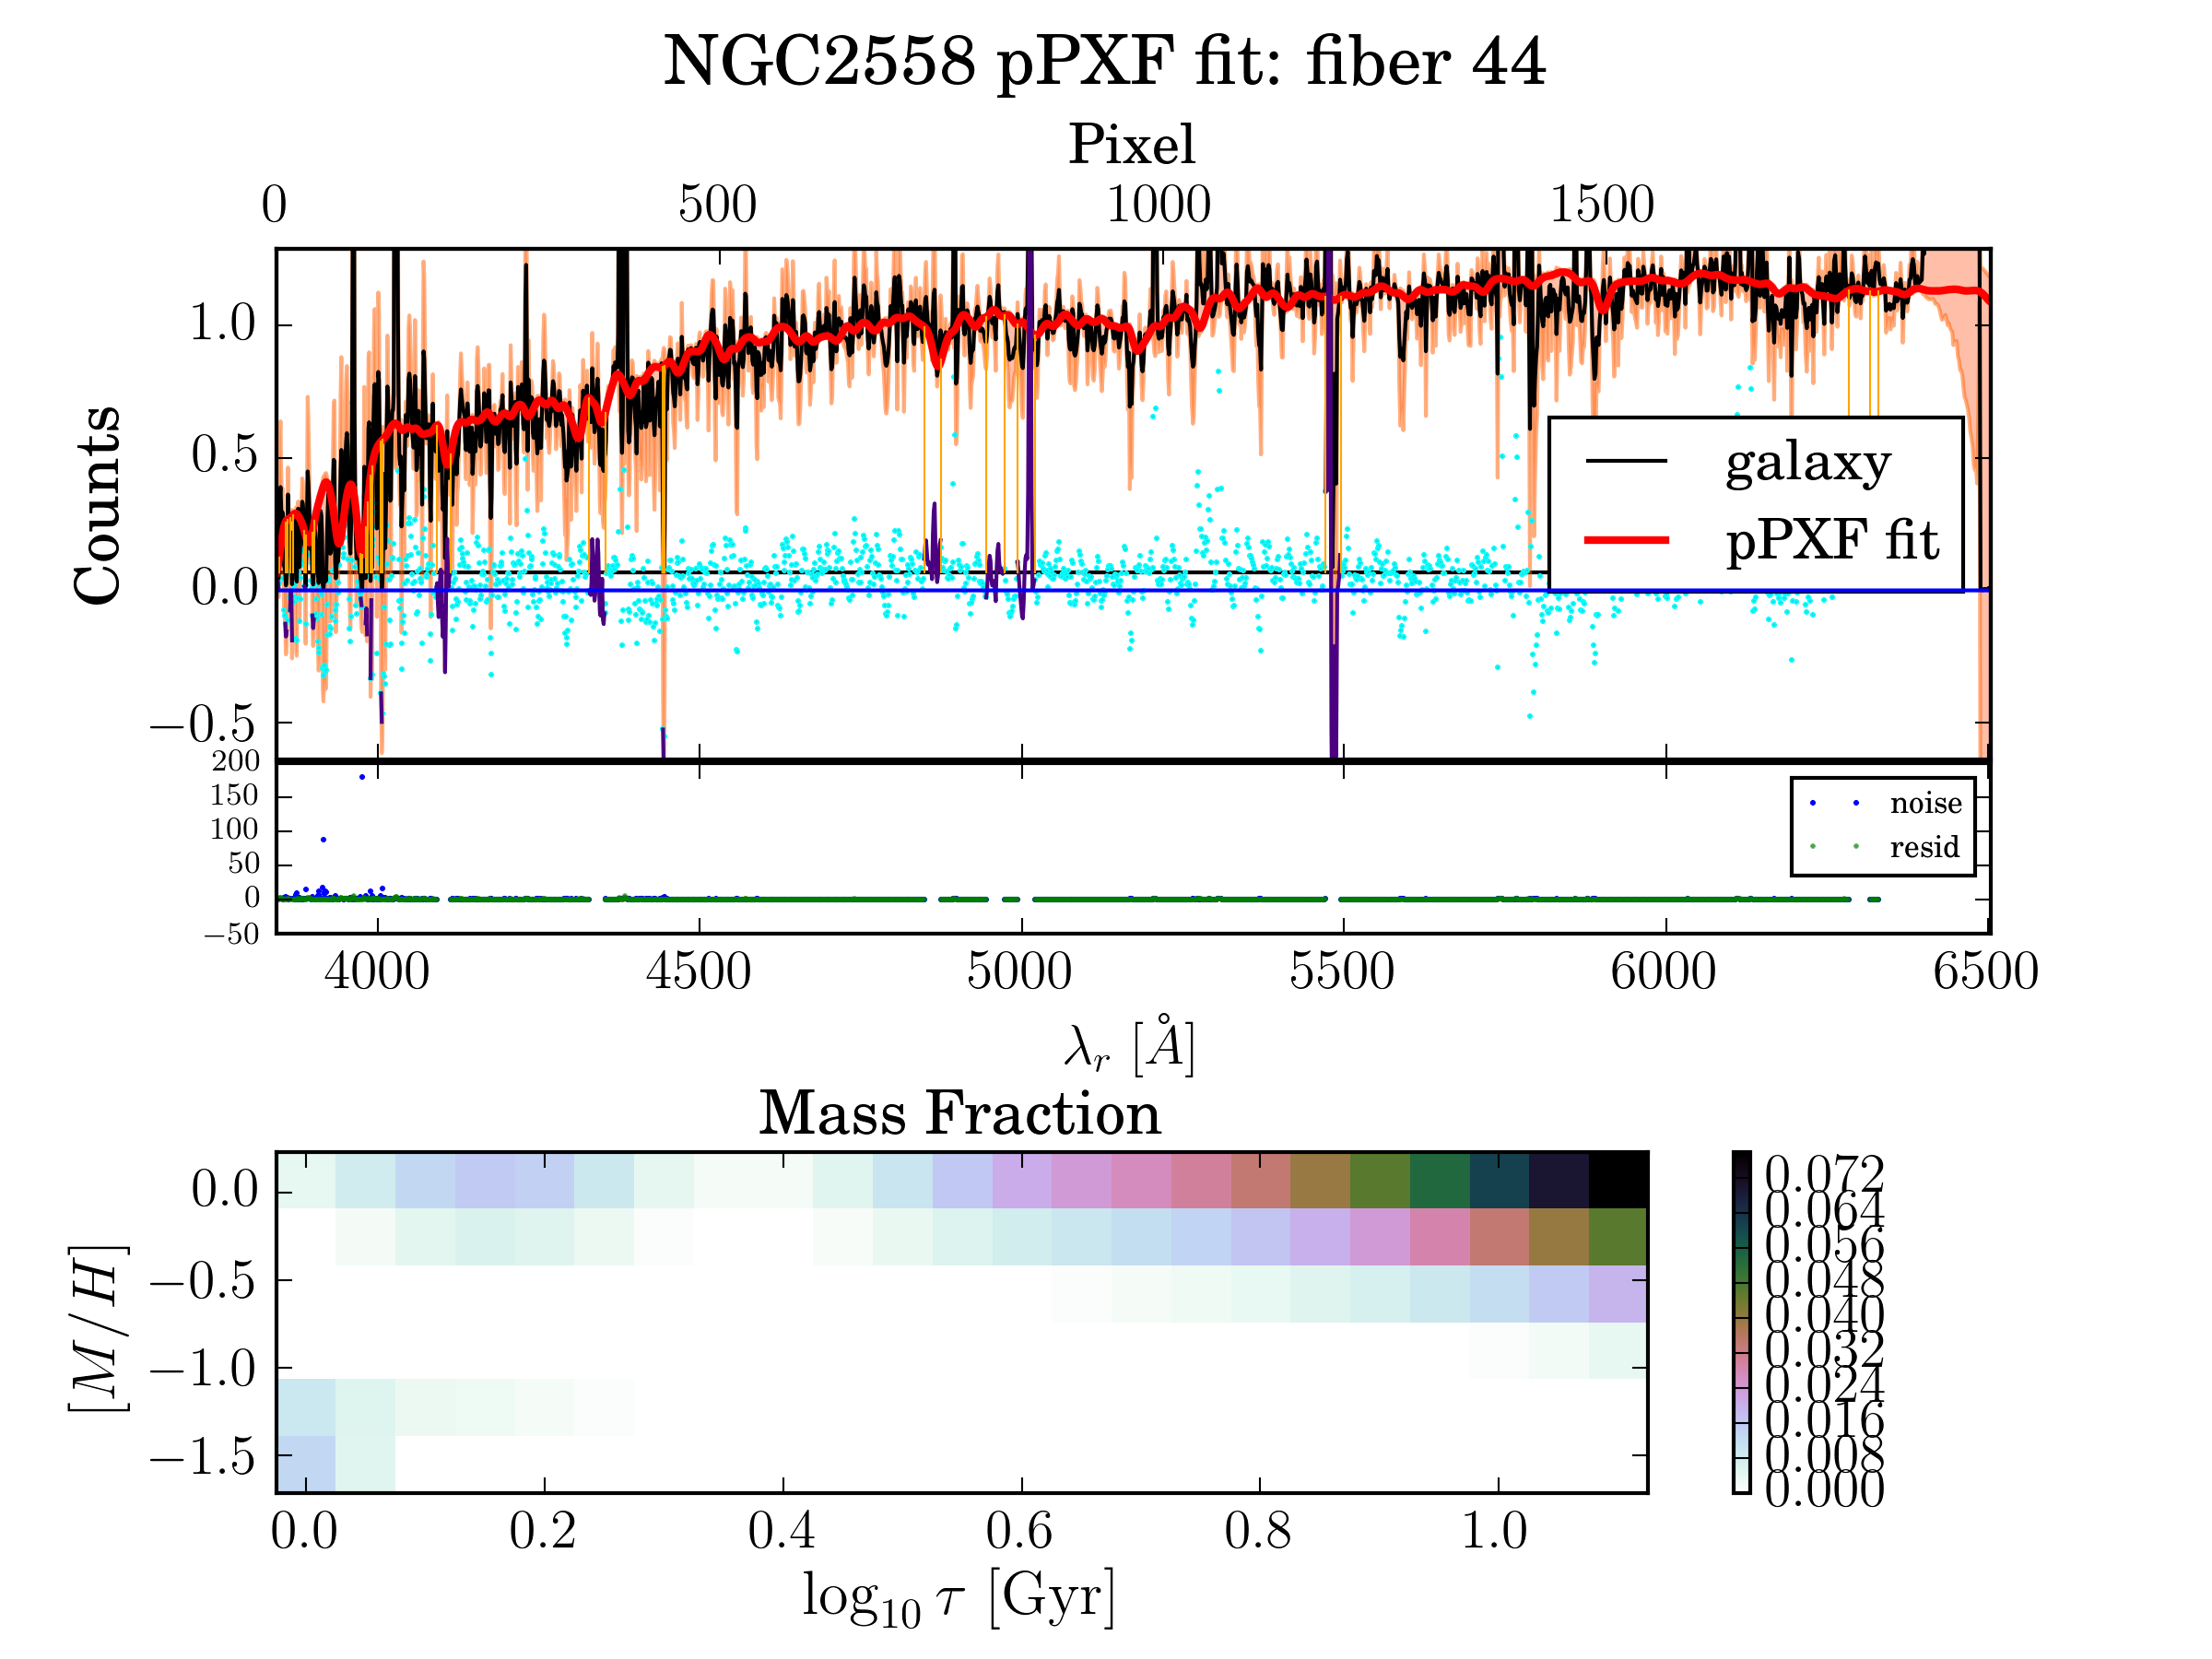 NGC2558 pPXF fit: fiber 44
Pixel
0 500 1000 1500
Counts
1.0
0.5
0.0
−0.5
galaxy
pPXF fit
200
150
100
50
0
−50
noise
resid
4000 4500 5000 5500 6000 6500
λr [Å]
Mass Fraction
[M/H]
0.0
−0.5
−1.0
−1.5
0.0 0.2 0.4 0.6 0.8 1.0
log10 τ [Gyr]
0.072
0.064
0.056
0.048
0.040
0.032
0.024
0.016
0.008
0.000